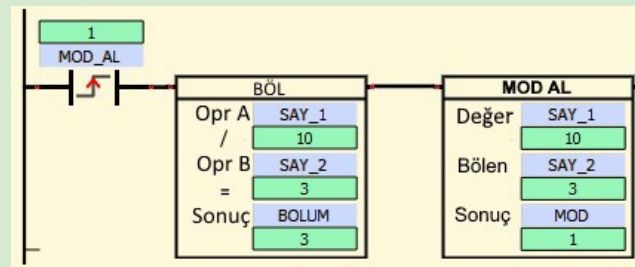 1
MOD_AL
BÖL
Opr A SAY_1
/ 10
Opr B SAY_2
= 3
Sonuç BOLUM
3
MOD AL
Değer SAY_1
10
Bölen SAY_2
3
Sonuç MOD
1